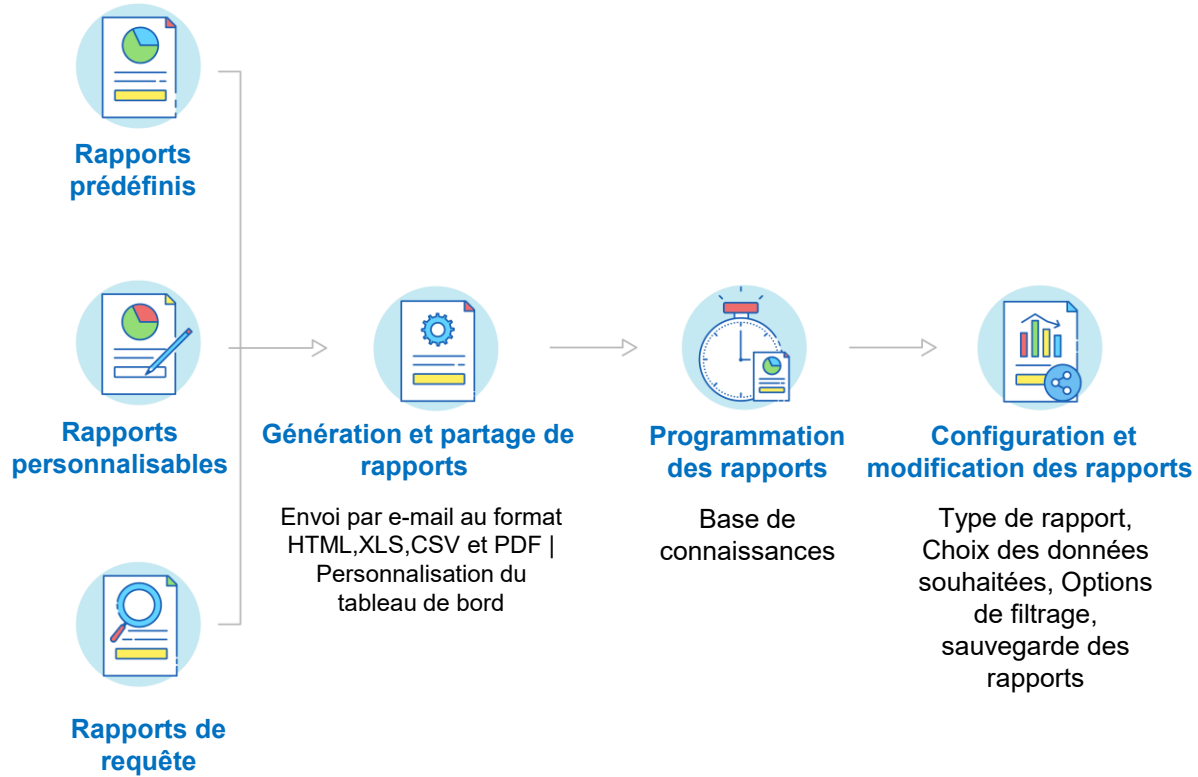 Rapports
prédéfinis
Rapports
personnalisables
Rapports de
requête
Génération et partage de
rapports
Envoi par e-mail au format
HTML,XLS,CSV et PDF |
Personnalisation du
tableau de bord
Programmation
des rapports
Base de
connaissances
Configuration et
modification des rapports
Type de rapport,
Choix des données
souhaitées, Options
de filtrage,
sauvegarde des
rapports